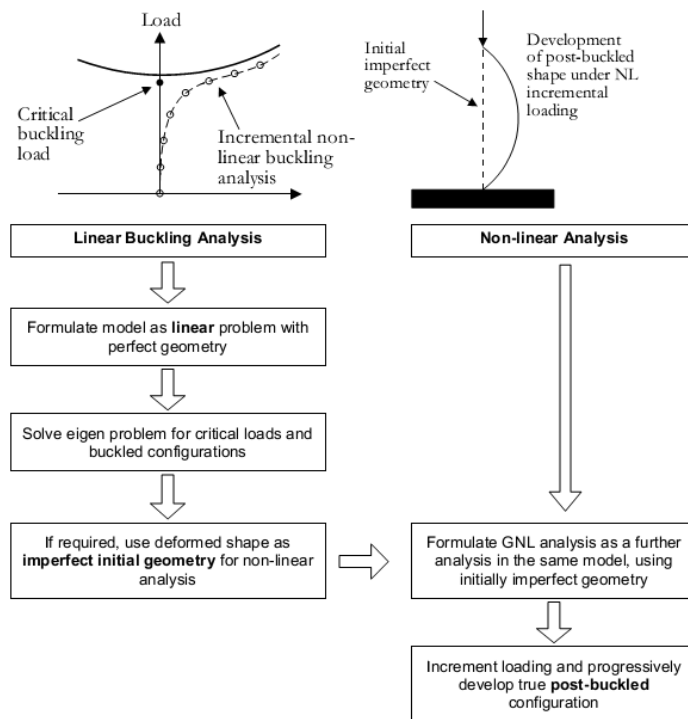 Load
Critical
buckling
load
Incremental non-
linear buckling
analysis
Initial
imperfect
geometry
Development
of post-buckled
shape under NL
incremental
loading
Linear Buckling Analysis
Non-linear Analysis
Formulate model as linear problem with
perfect geometry
Solve eigen problem for critical loads and
buckled configurations
If required, use deformed shape as
imperfect initial geometry for non-linear
analysis
Formulate GNL analysis as a further
analysis in the same model, using
initially imperfect geometry
Increment loading and progressively
develop true post-buckled
configuration